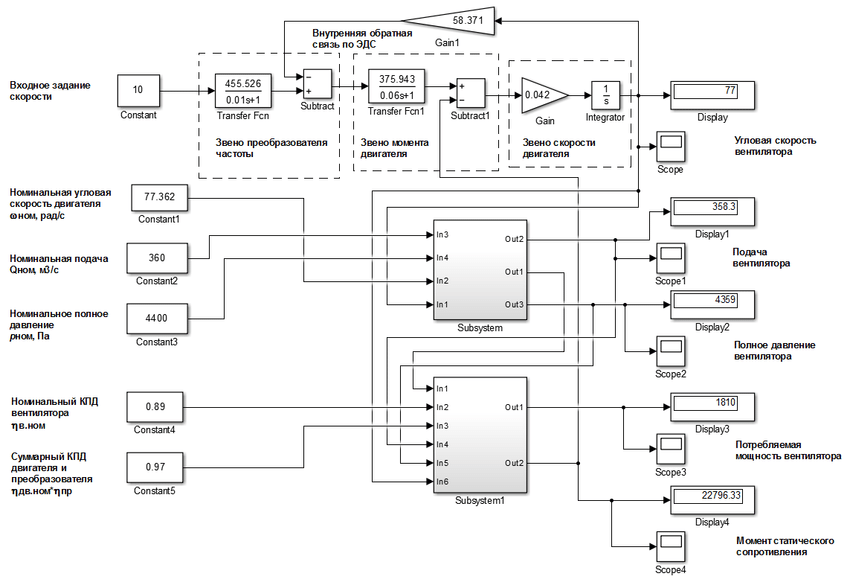 58.371
Gain1
Внутренняя обратная
связь по ЭДС
Входное задание
скорости
10
Constant
455.526
0.01s+1
Transfer Fcn
−
+
Subtract
375.943
0.06s+1
Transfer Fcn1
+
−
Subtract1
0.042
Gain
1
s
Integrator
77
Display
Звено преобразователя
частоты
Звено момента
двигателя
Звено скорости
двигателя
Scope
Угловая скорость
вентилятора
Номинальная угловая
скорость двигателя
ωном, рад/с
77.362
Constant1
Номинальная подача
Qном, м3/с
360
Constant2
Номинальное полное
давление
pном, Па
4400
Constant3
In3
In4
In2
In1
Out2
Out1
Out3
Subsystem
358.3
Display1
Scope1
Подача
вентилятора
4359
Display2
Scope2
Полное давление
вентилятора
Номинальный КПД
вентилятора
ηв.ном
0.89
Constant4
Суммарный КПД
двигателя и
преобразователя
ηдв.ном*ηпр
0.97
Constant5
In1
In2
In3
In4
In5
In6
Out1
Out2
Subsystem1
1810
Display3
Scope3
Потребляемая
мощность вентилятора
22796.33
Display4
Scope4
Момент статического
сопротивления